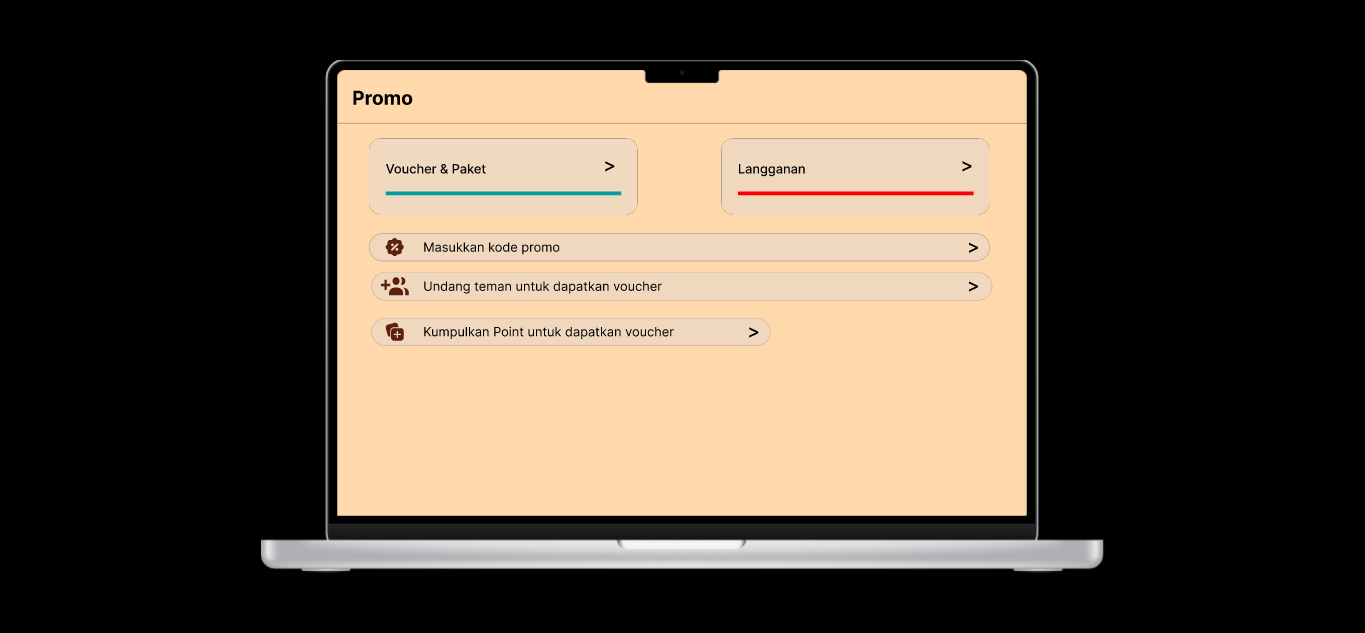 Promo
Voucher & Paket >
Langganan >
Masukkan kode promo >
Undang teman untuk dapatkan voucher >
Kumpulkan Point untuk dapatkan voucher >